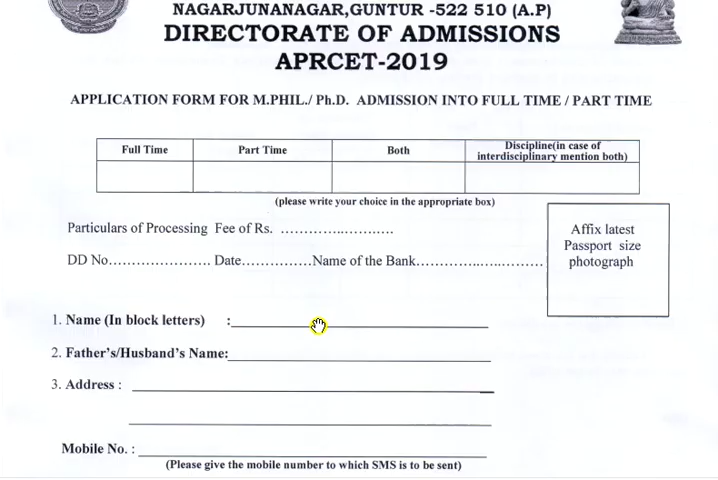 NAGARJUNANAGAR,GUNTUR -522 510 (A.P)
DIRECTORATE OF ADMISSIONS
APRCET-2019
APPLICATION FORM FOR M.PHIL./ Ph.D. ADMISSION INTO FULL TIME / PART TIME
Full Time Part Time Both Discipline(in case of
interdisciplinary mention both)
(please write your choice in the appropriate box)
Particulars of Processing Fee of Rs. ..............................
Affix latest
Passport size
photograph
DD No...................... Date...............Name of the Bank..............................
1. Name (In block letters) :
2. Father's/Husband's Name:
3. Address :
Mobile No. :
(Please give the mobile number to which SMS is to be sent)